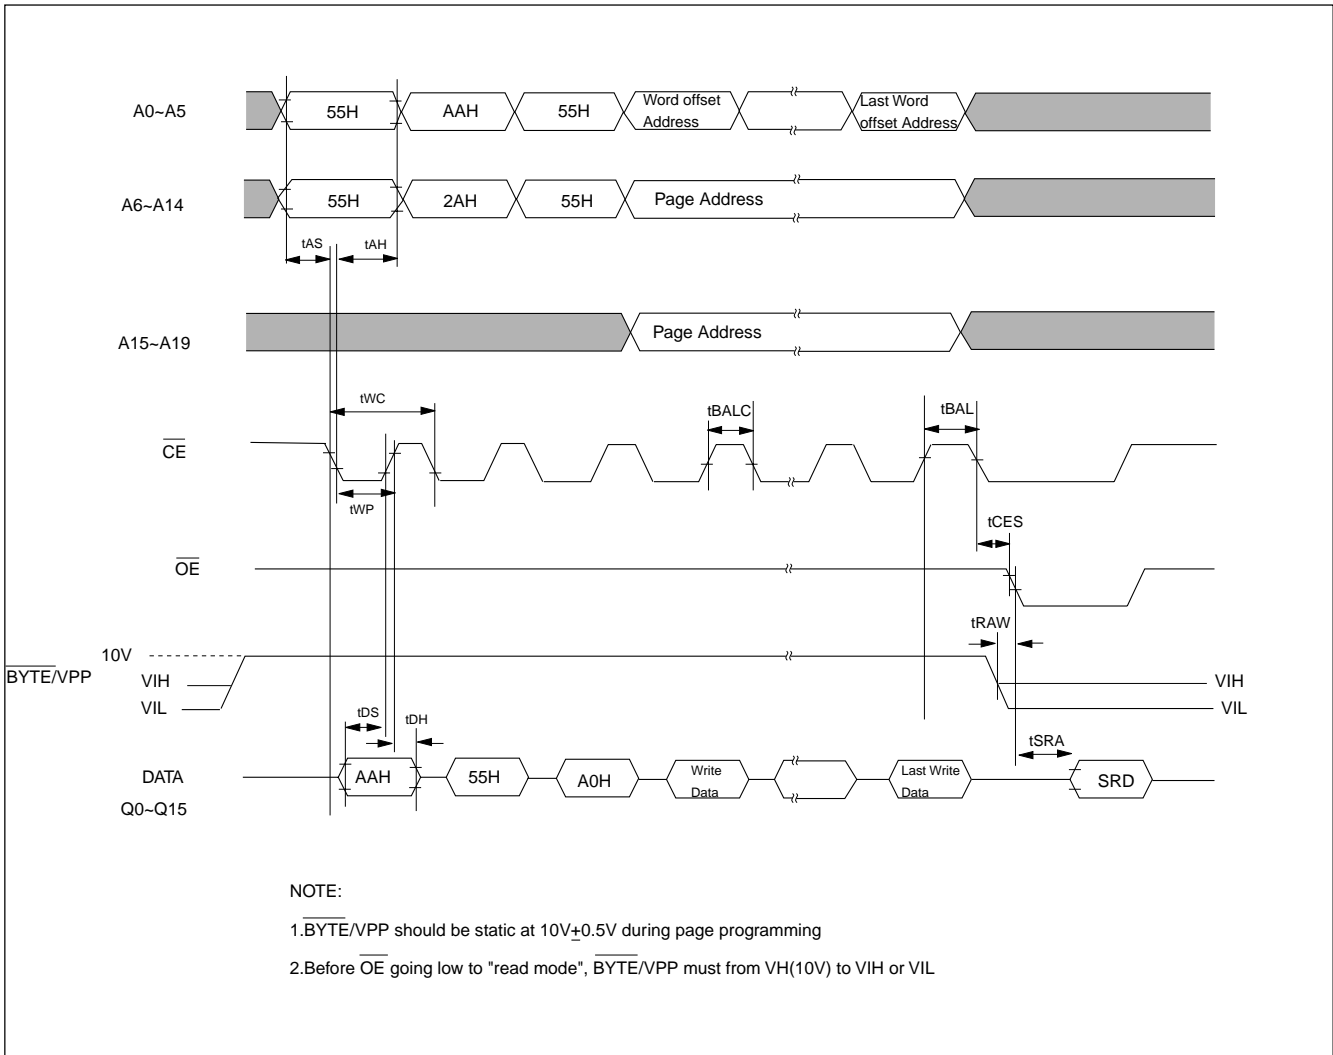 A0~A5
55H
AAH
55H
Word offset
Address
Last Word
offset Address
A6~A14
55H
2AH
55H
Page Address
tAS
tAH
A15~A19
Page Address
tWC
tBALC
tBAL
CE
tWP
tCES
OE
tRAW
10V
BYTE/VPP
VIH
VIH
VIL
VIL
tDS
tDH
tSRA
DATA
AAH
55H
A0H
Write
Data
Last Write
Data
SRD
Q0~Q15
NOTE:
1.BYTE/VPP should be static at 10V±0.5V during page programming
2.Before OE going low to "read mode", BYTE/VPP must from VH(10V) to VIH or VIL